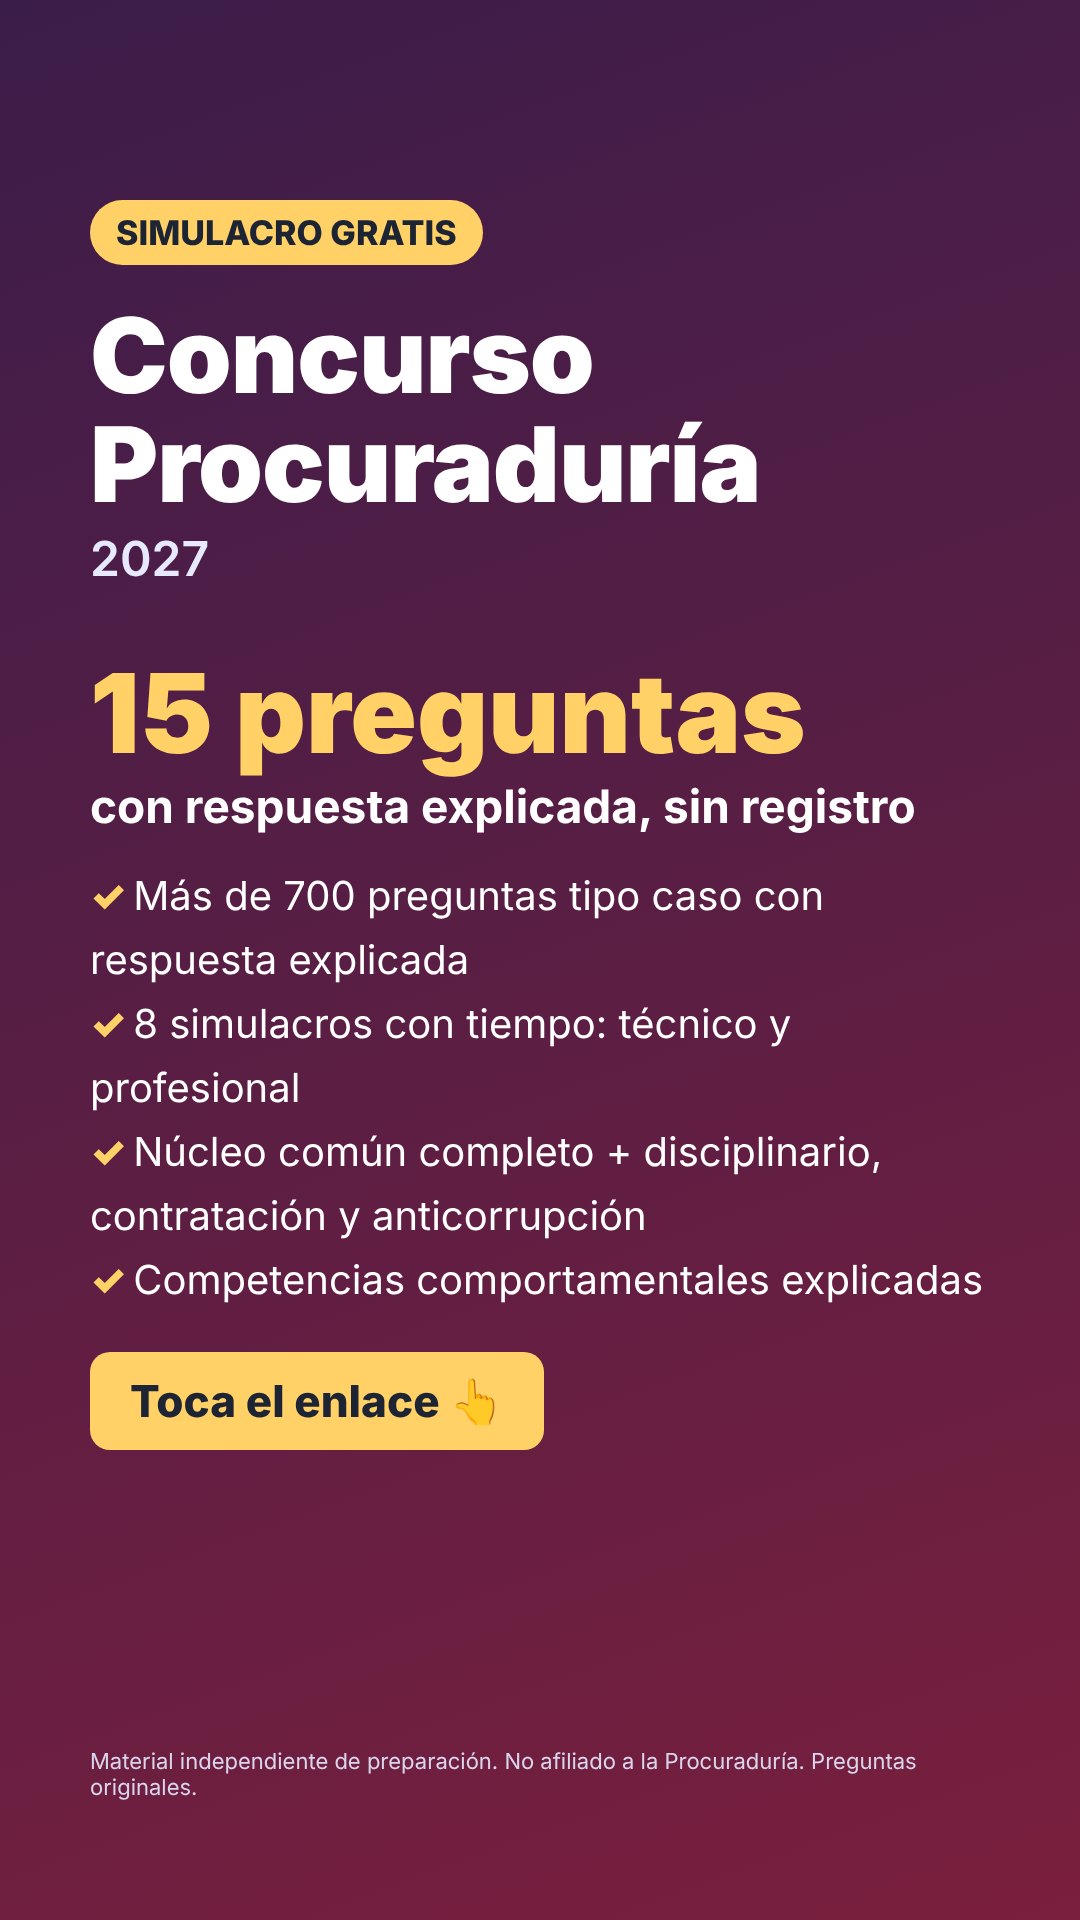 SIMULACRO GRATIS
Concurso
Procuraduría
2027
15 preguntas
con respuesta explicada, sin registro
✔ Más de 700 preguntas tipo caso con
respuesta explicada
✔ 8 simulacros con tiempo: técnico y
profesional
✔ Núcleo común completo + disciplinario,
contratación y anticorrupción
✔ Competencias comportamentales explicadas
Toca el enlace 👆
Material independiente de preparación. No afiliado a la Procuraduría. Preguntas
originales.